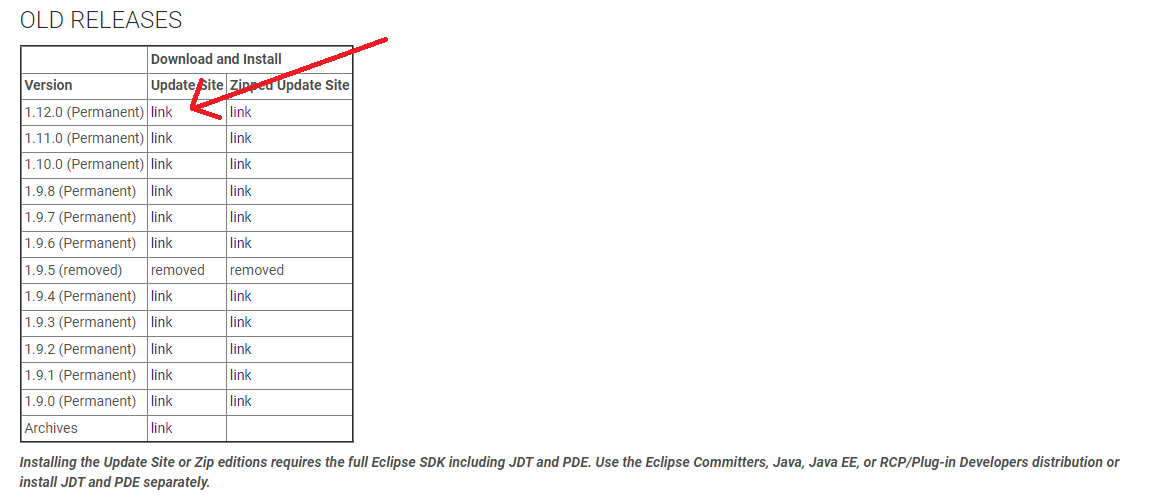 OLD RELEASES
Download and Install
Version Update Site Zipped Update Site
1.12.0 (Permanent) link link
1.11.0 (Permanent) link link
1.10.0 (Permanent) link link
1.9.8 (Permanent) link link
1.9.7 (Permanent) link link
1.9.6 (Permanent) link link
1.9.5 (removed) removed removed
1.9.4 (Permanent) link link
1.9.3 (Permanent) link link
1.9.2 (Permanent) link link
1.9.1 (Permanent) link link
1.9.0 (Permanent) link link
Archives link
Installing the Update Site or Zip editions requires the full Eclipse SDK including JDT and PDE. Use the Eclipse Committers, Java, Java EE, or RCP/Plug-in Developers distribution or
install JDT and PDE separately.